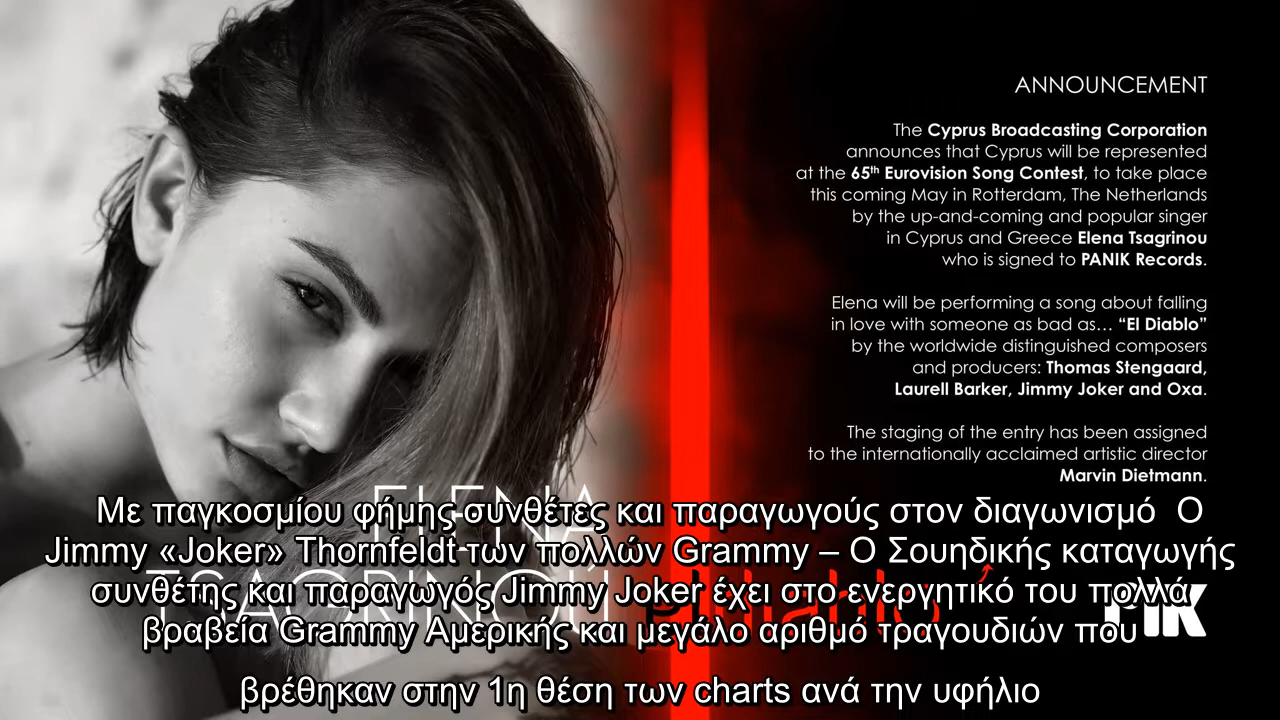 ANNOUNCEMENT
The Cyprus Broadcasting Corporation
announces that Cyprus will be represented
at the 65th Eurovision Song Contest, to take place
this coming May in Rotterdam, The Netherlands
by the up-and-coming and popular singer
in Cyprus and Greece Elena Tsagrinou
who is signed to PANIK Records.
Elena will be performing a song about falling
in love with someone as bad as... “El Diablo”
by the worldwide distinguished composers
and producers: Thomas Stengaard,
Laurell Barker, Jimmy Joker and Oxa.
The staging of the entry has been assigned
to the internationally acclaimed artistic director
Marvin Dietmann.
ELENA
TSAGRINOU
Με παγκοσμίου φήμης συνθέτες και παραγωγούς στον διαγωνισμό Ο
Jimmy «Joker» Thornfeldt των πολλών Grammy – Ο Σουηδικής καταγωγής
συνθέτης και παραγωγός Jimmy Joker έχει στο ενεργητικό του πολλά
βραβεία Grammy Αμερικής και μεγάλο αριθμό τραγουδιών που
βρέθηκαν στην 1η θέση των charts ανά την υφήλιο